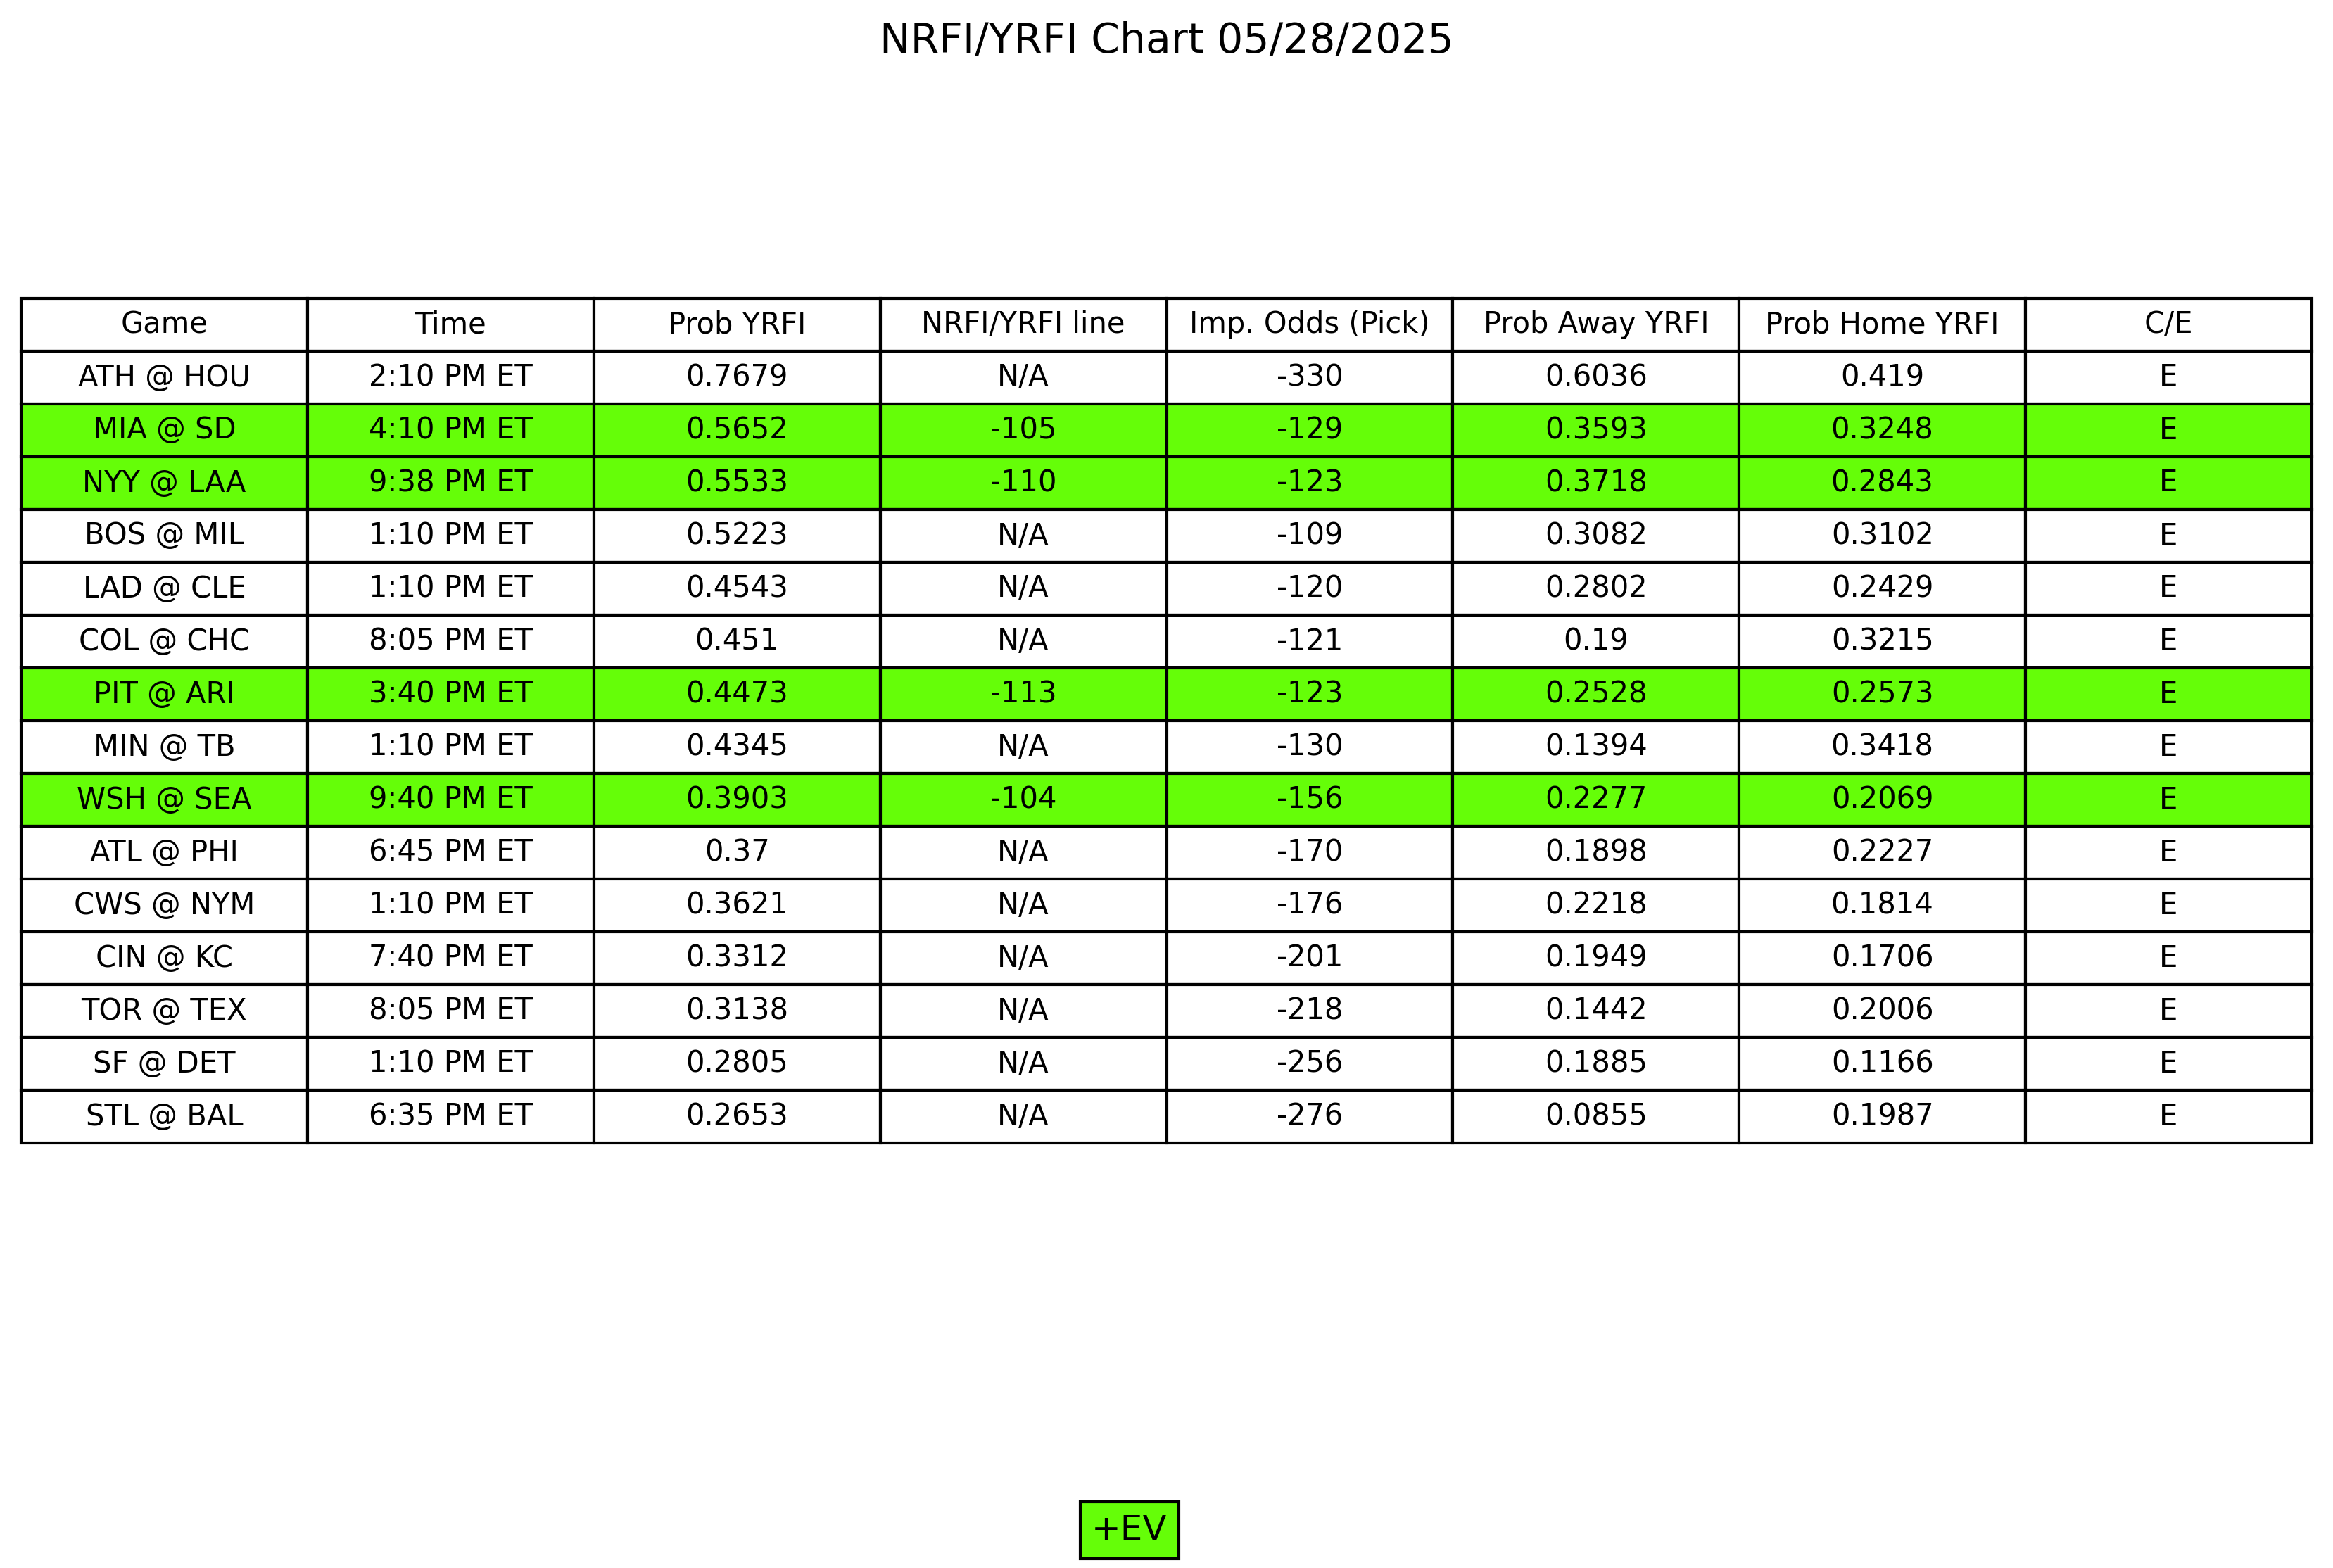 NRFI/YRFI Chart 05/28/2025
Game Time Prob YRFI NRFI/YRFI line Imp. Odds (Pick) Prob Away YRFI Prob Home YRFI C/E
ATH @ HOU 2:10 PM ET 0.7679 N/A -330 0.6036 0.419 E
MIA @ SD 4:10 PM ET 0.5652 -105 -129 0.3593 0.3248 E
NYY @ LAA 9:38 PM ET 0.5533 -110 -123 0.3718 0.2843 E
BOS @ MIL 1:10 PM ET 0.5223 N/A -109 0.3082 0.3102 E
LAD @ CLE 1:10 PM ET 0.4543 N/A -120 0.2802 0.2429 E
COL @ CHC 8:05 PM ET 0.451 N/A -121 0.19 0.3215 E
PIT @ ARI 3:40 PM ET 0.4473 -113 -123 0.2528 0.2573 E
MIN @ TB 1:10 PM ET 0.4345 N/A -130 0.1394 0.3418 E
WSH @ SEA 9:40 PM ET 0.3903 -104 -156 0.2277 0.2069 E
ATL @ PHI 6:45 PM ET 0.37 N/A -170 0.1898 0.2227 E
CWS @ NYM 1:10 PM ET 0.3621 N/A -176 0.2218 0.1814 E
CIN @ KC 7:40 PM ET 0.3312 N/A -201 0.1949 0.1706 E
TOR @ TEX 8:05 PM ET 0.3138 N/A -218 0.1442 0.2006 E
SF @ DET 1:10 PM ET 0.2805 N/A -256 0.1885 0.1166 E
STL @ BAL 6:35 PM ET 0.2653 N/A -276 0.0855 0.1987 E
+EV